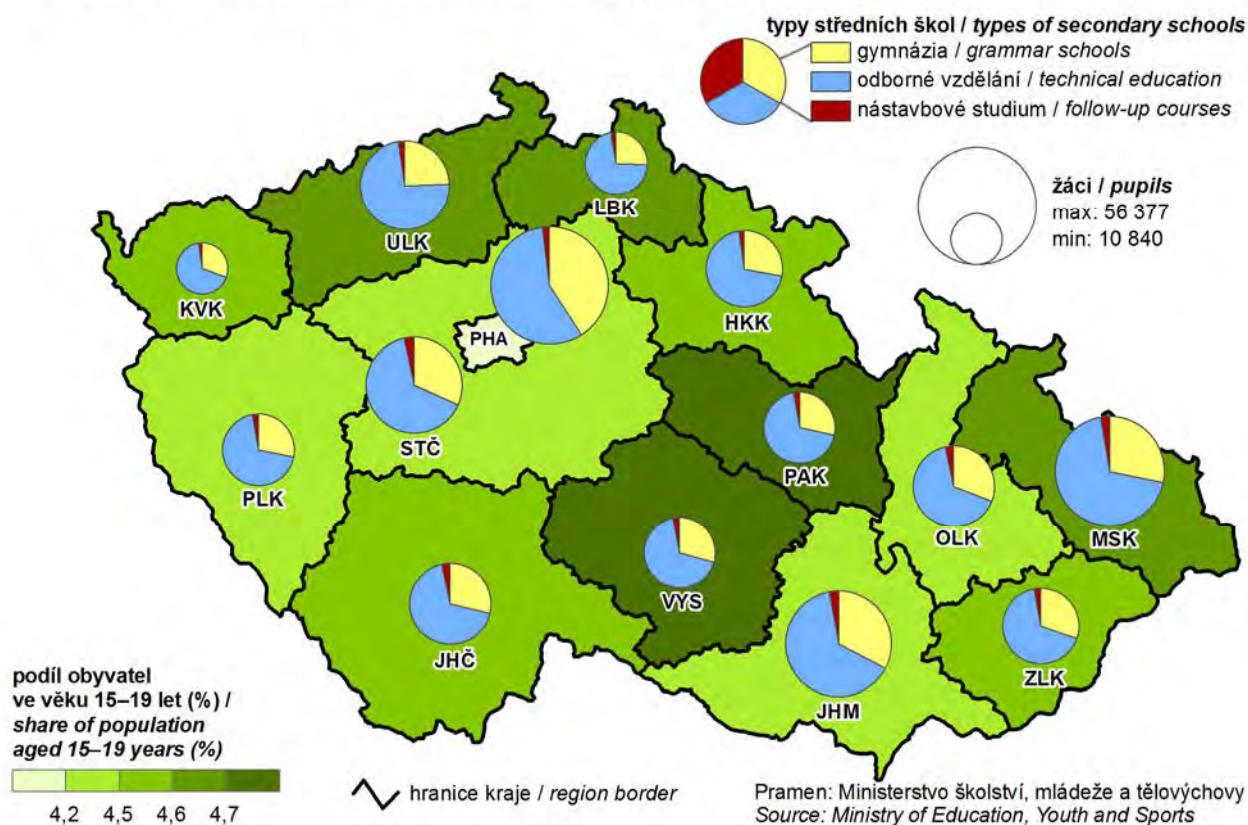 typy středních škol / types of secondary schools
gymnázia / grammar schools
odborné vzdělání / technical education
nástavbové studium / follow-up courses
žáci / pupils
max: 56 377
min: 10 840
ULK
LBK
KVK
HKK
PHA
STČ
PLK
PAK
OLK
MSK
VYS
JHČ
ZLK
JHM
podíl obyvatel
ve věku 15–19 let (%) /
share of population
aged 15–19 years (%)
4,2 4,5 4,6 4,7
hranice kraje / region border
Pramen: Ministerstvo školství, mládeže a tělovýchovy
Source: Ministry of Education, Youth and Sports